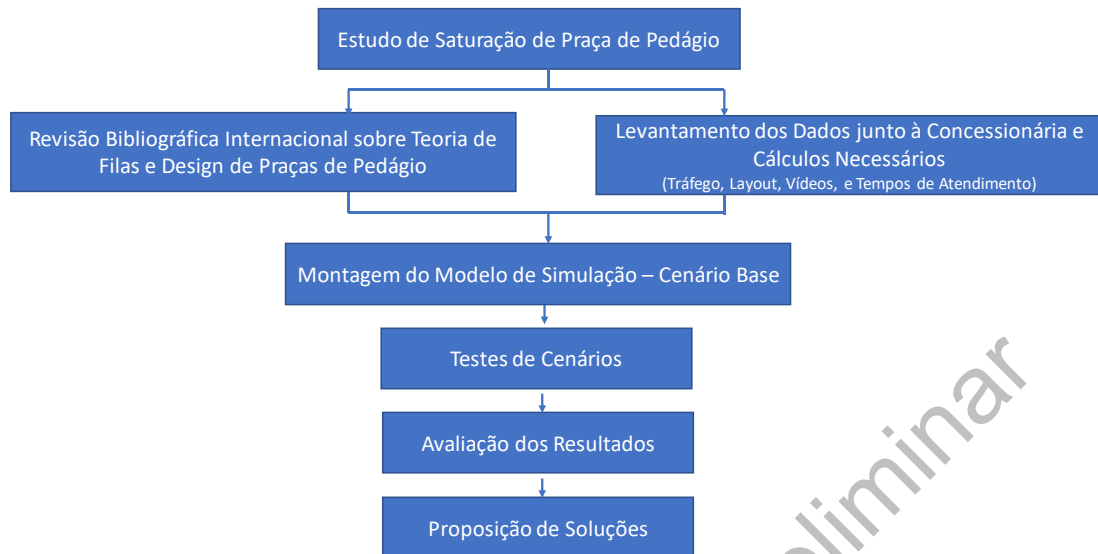 Estudo de Saturação de Praça de Pedágio
Revisão Bibliográfica Internacional sobre Teoria de
Filas e Design de Praças de Pedágio
Levantamento dos Dados junto à Concessionária e
Cálculos Necessários
(Tráfego, Layout, Vídeos, e Tempos de Atendimento)
Montagem do Modelo de Simulação – Cenário Base
Testes de Cenários
Avaliação dos Resultados
Proposição de Soluções